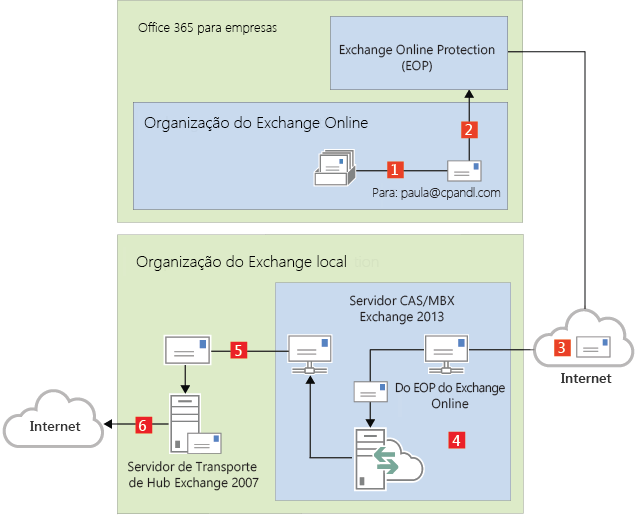 Office 365 para empresas
Exchange Online Protection
(EOP)
Organização do Exchange Online
2
1
Para: paula@cpandl.com
Organização do Exchange local tion
Servidor CAS/MBX
Exchange 2013
5
3
Internet
Do EOP do Exchange
Online
4
6
Internet
Servidor de Transporte
de Hub Exchange 2007